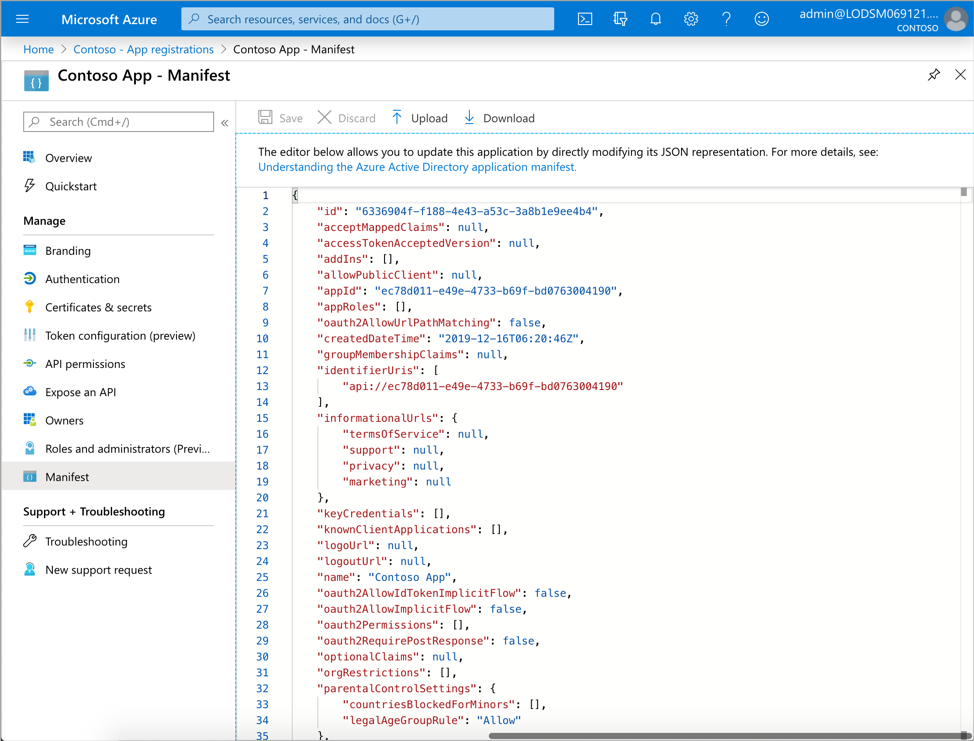 Microsoft Azure
Search resources, services, and docs (G+/)
admin@LODSM069121....
CONTOSO
Home > Contoso - App registrations > Contoso App - Manifest
Contoso App - Manifest
Search (Cmd+/)
«
Overview
Quickstart
Manage
Branding
Authentication
Certificates & secrets
Token configuration (preview)
API permissions
Expose an API
Owners
Roles and administrators (Previ...
Manifest
Support + Troubleshooting
Troubleshooting
New support request
Save Discard Upload Download
The editor below allows you to update this application by directly modifying its JSON representation. For more details, see:
Understanding the Azure Active Directory application manifest.
1 {
2 "id": "6336904f-f188-4e43-a53c-3a8b1e9ee4b4",
3 "acceptMappedClaims": null,
4 "accessTokenAcceptedVersion": null,
5 "addIns": [],
6 "allowPublicClient": null,
7 "appId": "ec78d011-e49e-4733-b69f-bd0763004190",
8 "appRoles": [],
9 "oauth2AllowUrlPathMatching": false,
10 "createdDateTime": "2019-12-16T06:20:46Z",
11 "groupMembershipClaims": null,
12 "identifierUris": [
13 "api://ec78d011-e49e-4733-b69f-bd0763004190"
14 ],
15 "informationalUrls": {
16 "termsOfService": null,
17 "support": null,
18 "privacy": null,
19 "marketing": null
20 },
21 "keyCredentials": [],
22 "knownClientApplications": [],
23 "logoUrl": null,
24 "logoutUrl": null,
25 "name": "Contoso App",
26 "oauth2AllowIdTokenImplicitFlow": false,
27 "oauth2AllowImplicitFlow": false,
28 "oauth2Permissions": [],
29 "oauth2RequirePostResponse": false,
30 "optionalClaims": null,
31 "orgRestrictions": [],
32 "parentalControlSettings": {
33 "countriesBlockedForMinors": [],
34 "legalAgeGroupRule": "Allow"
35 },